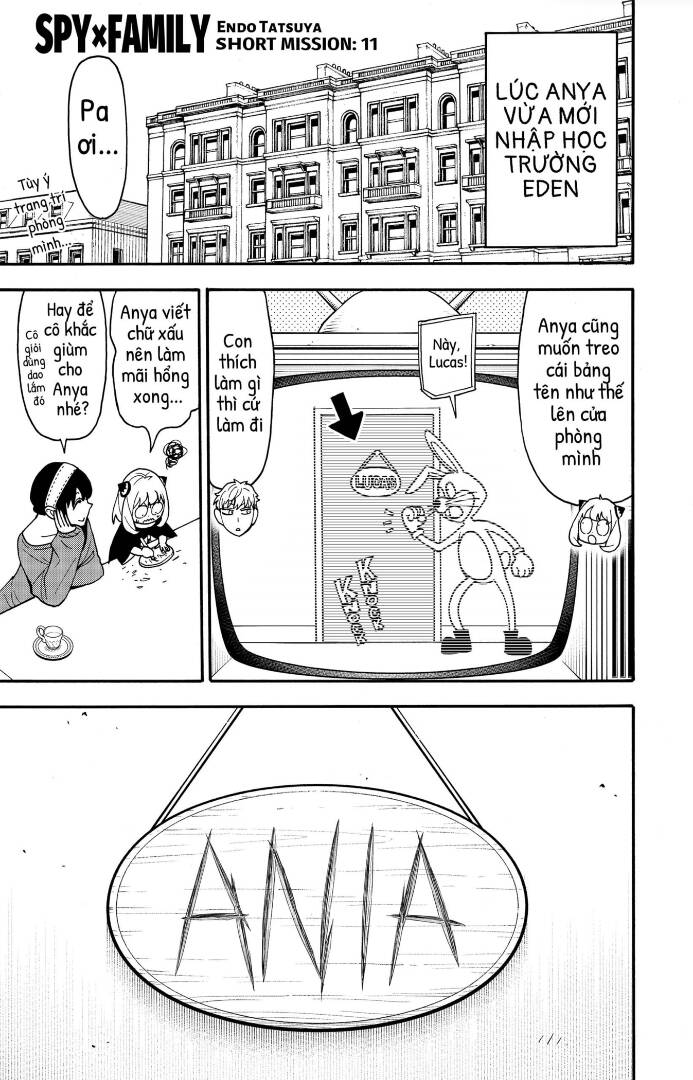 SPY×FAMILY
ENDO TATSUYA
SHORT MISSION: 11
LÚC ANYA
VỪA MỚI
NHẬP HỌC
TRƯỜNG
EDEN
Pa
ơi...
Tùy ý
trang trí
phòng
mình...
Anya cũng
muốn treo
cái bảng
tên như thế
lên cửa
phòng
mình
Này,
Lucas!
LUCAS
KNOCK
KNOCK
Con
thích
làm gì
thì cứ
làm đi
Anya viết
chữ xấu
nên làm
mãi hổng
xong...
Hay để
cô khắc
giùm
cho
Anya
nhé?
Cô
giỏi
dùng
dao
lắm
đó
ANIA